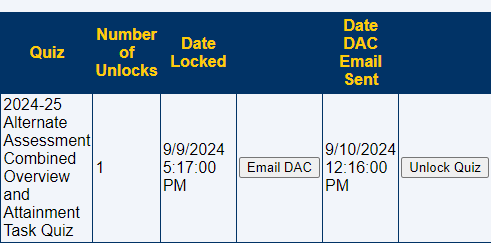 Quiz
Number
of
Unlocks
Date
Locked
Date
DAC
Email
Sent
2024-25
Alternate
Assessment
Combined
Overview
and
Attainment
Task Quiz
1
9/9/2024
5:17:00
PM
Email DAC
9/10/2024
12:16:00
PM
Unlock Quiz